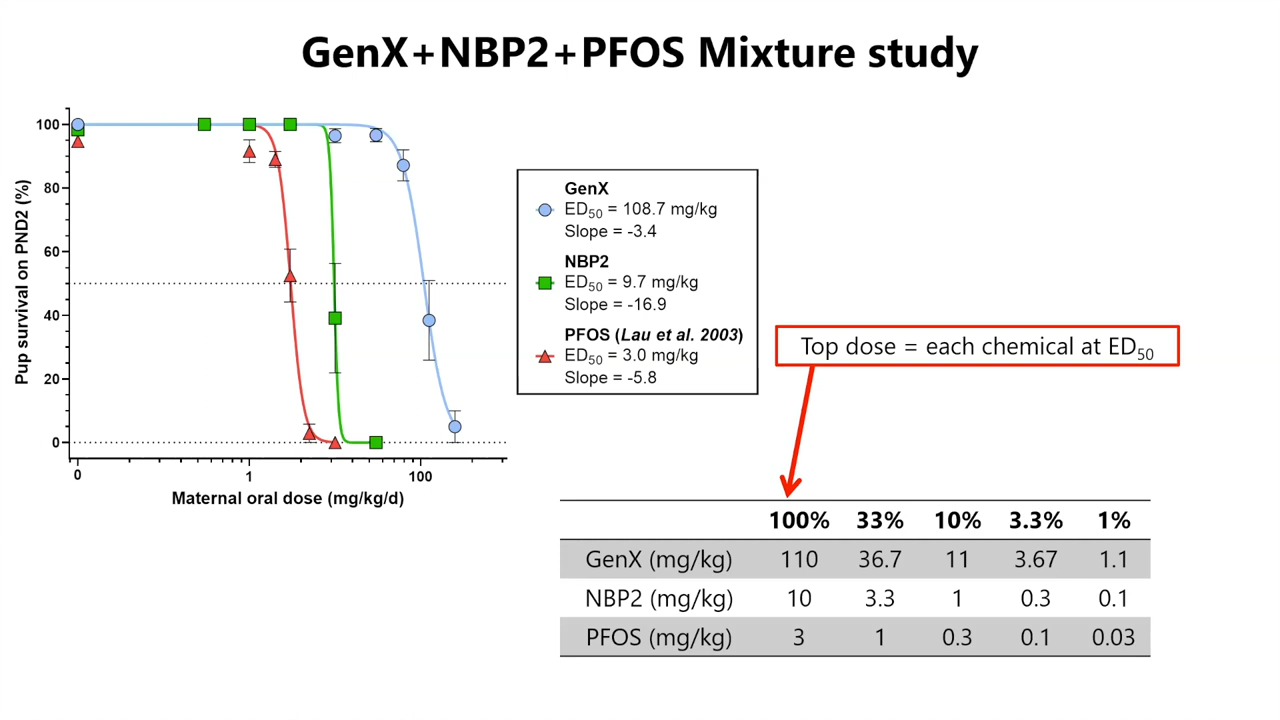 GenX+NBP2+PFOS Mixture study
Pup survival on PND2 (%)
100
80
60
40
20
0
0
1
100
Maternal oral dose (mg/kg/d)
GenX
ED50 = 108.7 mg/kg
Slope = -3.4
NBP2
ED50 = 9.7 mg/kg
Slope = -16.9
PFOS (Lau et al. 2003)
ED50 = 3.0 mg/kg
Slope = -5.8
Top dose = each chemical at ED50
100% 33% 10% 3.3% 1%
GenX (mg/kg) 110 36.7 11 3.67 1.1
NBP2 (mg/kg) 10 3.3 1 0.3 0.1
PFOS (mg/kg) 3 1 0.3 0.1 0.03